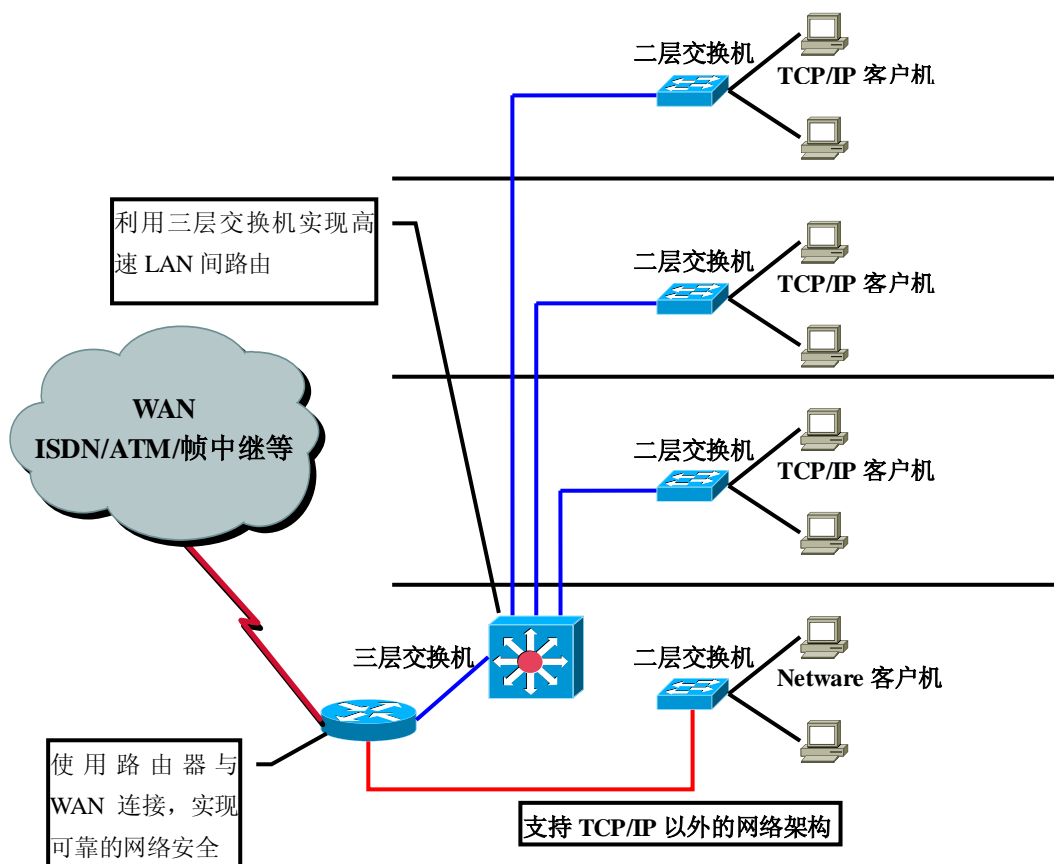 二层交换机
TCP/IP 客户机
利用三层交换机实现高
速 LAN 间路由
二层交换机
TCP/IP 客户机
WAN
ISDN/ATM/帧中继等
二层交换机
TCP/IP 客户机
三层交换机
二层交换机
Netware 客户机
使用路由器与
WAN 连接，实现
可靠的网络安全
支持 TCP/IP 以外的网络架构